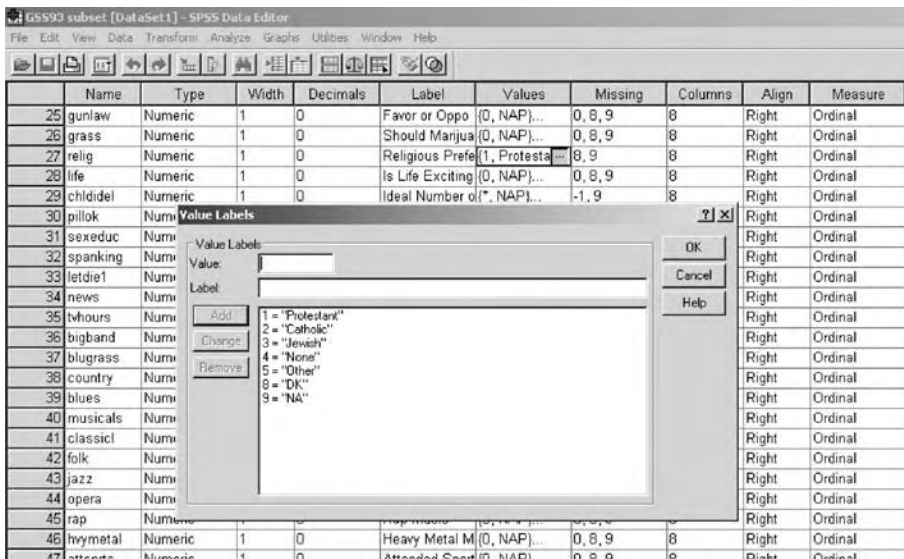 GSS93 subset [DataSet1] - SPSS Data Editor
File Edit View Data Transform Analyze Graphs Utilities Window Help
Name Type Width Decimals Label Values Missing Columns Align Measure
25 gunlaw Numeric 1 0 Favor or Oppo {0, NAP}... 0, 8, 9 8 Right Ordinal
26 grass Numeric 1 0 Should Marijua {0, NAP}... 0, 8, 9 8 Right Ordinal
27 relig Numeric 1 0 Religious Prefe {1, Protesta ... 8, 9 8 Right Ordinal
28 life Numeric 1 0 Is Life Exciting {0, NAP}... 0, 8, 9 8 Right Ordinal
29 chldidel Numeric 1 0 Ideal Number o {*, NAP}... -1, 9 8 Right Ordinal
30 pillok Right Ordinal
31 sexeduc Right Ordinal
32 spanking Right Ordinal
33 letdie1 Right Ordinal
34 news Right Ordinal
35 tvhours Right Ordinal
36 bigband Right Ordinal
37 blugrass Right Ordinal
38 country Right Ordinal
39 blues Right Ordinal
40 musicals Right Ordinal
41 classicl Right Ordinal
42 folk Right Ordinal
43 jazz Right Ordinal
44 opera Right Ordinal
45 rap Right Ordinal
46 hvymetal Numeric 1 0 Heavy Metal M {0, NAP}... 0, 8, 9 8 Right Ordinal
Value Labels
Value Labels
Value:
Label:
Add
Change
Remove
1 = "Protestant"
2 = "Catholic"
3 = "Jewish"
4 = "None"
5 = "Other"
8 = "DK"
9 = "NA"
OK
Cancel
Help